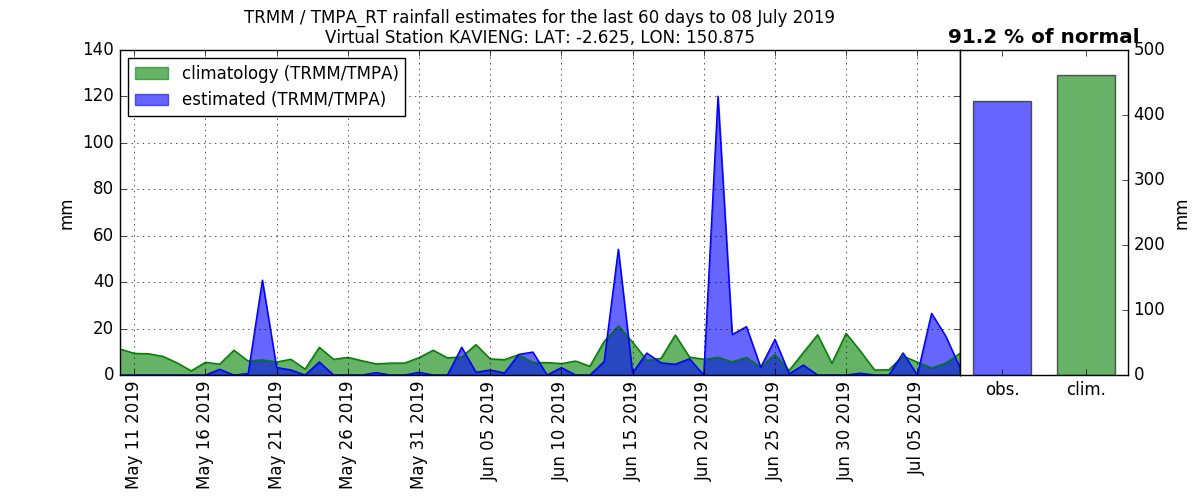 TRMM / TMPA_RT rainfall estimates for the last 60 days to 08 July 2019
Virtual Station KAVIENG: LAT: -2.625, LON: 150.875
91.2 % of normal
climatology (TRMM/TMPA)
estimated (TRMM/TMPA)
140
120
100
80
60
40
20
0
mm
May 11 2019
May 16 2019
May 21 2019
May 26 2019
May 31 2019
Jun 05 2019
Jun 10 2019
Jun 15 2019
Jun 20 2019
Jun 25 2019
Jun 30 2019
Jul 05 2019
obs.
clim.
500
400
300
200
100
0
mm